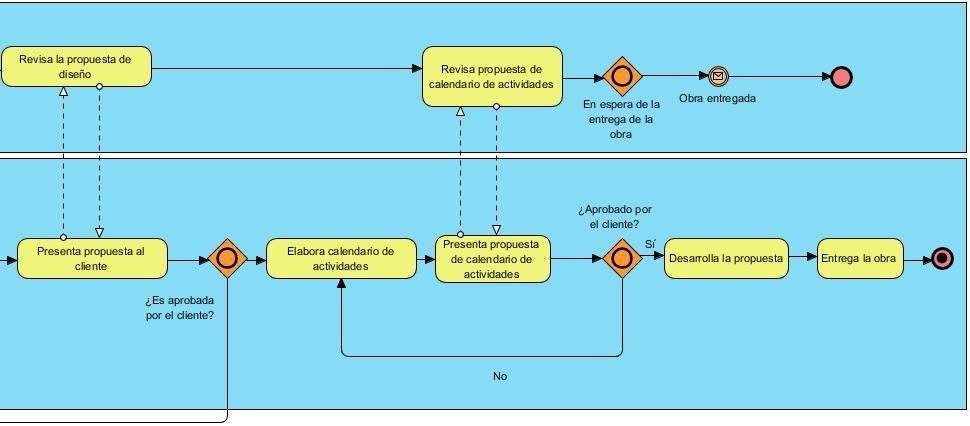 Revisa la propuesta de
diseño
Revisa propuesta de
calendario de actividades
En espera de la
entrega de la
obra
Obra entregada
Presenta propuesta al
cliente
¿Es aprobada
por el cliente?
Elabora calendario de
actividades
Presenta propuesta
de calendario de
actividades
¿Aprobado por
el cliente?
Sí
No
Desarrolla la propuesta
Entrega la obra